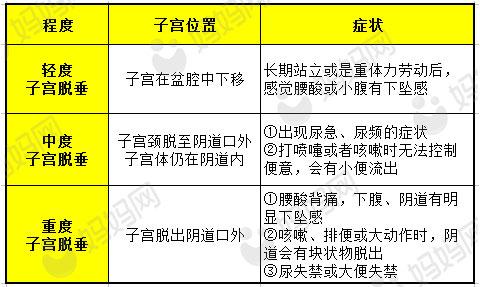 程度
子宫位置
症状
轻度
子宫脱垂
子宫在盆腔中下移
长期站立或是重体力劳动后，
感觉腰酸或小腹有下坠感
中度
子宫脱垂
子宫颈脱至阴道口外
子宫体仍在阴道内
①出现尿急、尿频的症状
②打喷嚏或者咳嗽时无法控制
便意，会有小便流出
重度
子宫脱垂
子宫脱出阴道口外
①腰酸背痛，下腹、阴道有明
显下坠感
②咳嗽、排便或大动作时，阴
道会有块状物脱出
③尿失禁或大便失禁
妈妈网
妈妈网
妈妈网